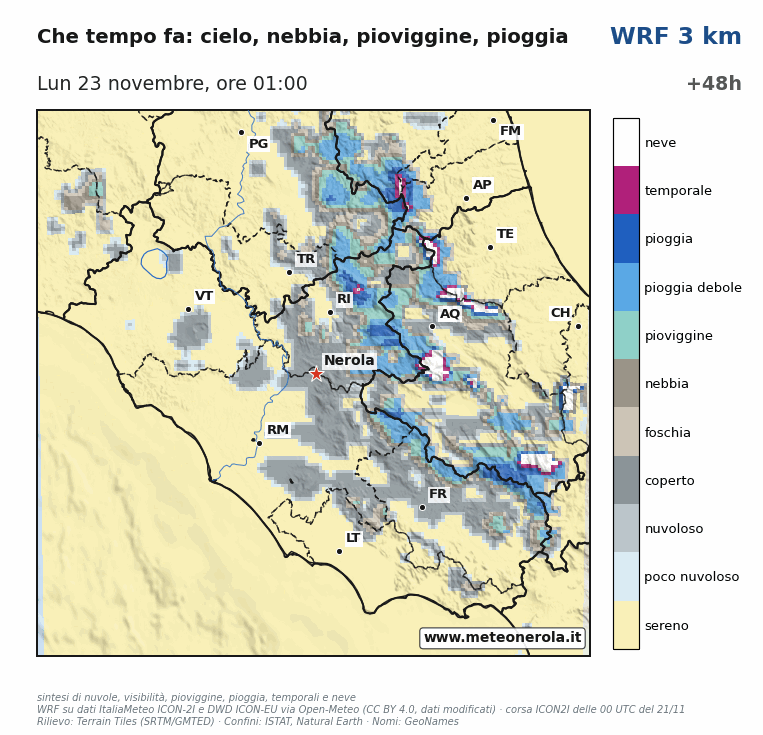 Che tempo fa: cielo, nebbia, pioviggine, pioggia
WRF 3 km
Lun 23 novembre, ore 01:00
+48h
PG
FM
AP
TE
TR
VT
RI
AQ
CH
Nerola
RM
FR
LT
www.meteonerola.it
neve
temporale
pioggia
pioggia debole
pioviggine
nebbia
foschia
coperto
nuvoloso
poco nuvoloso
sereno
sintesi di nuvole, visibilità, pioviggine, pioggia, temporali e neve
WRF su dati ItaliaMeteo ICON-2I e DWD ICON-EU via Open-Meteo (CC BY 4.0, dati modificati) · corsa ICON2I delle 00 UTC del 21/11
Rilievo: Terrain Tiles (SRTM/GMTED) · Confini: ISTAT, Natural Earth · Nomi: GeoNames